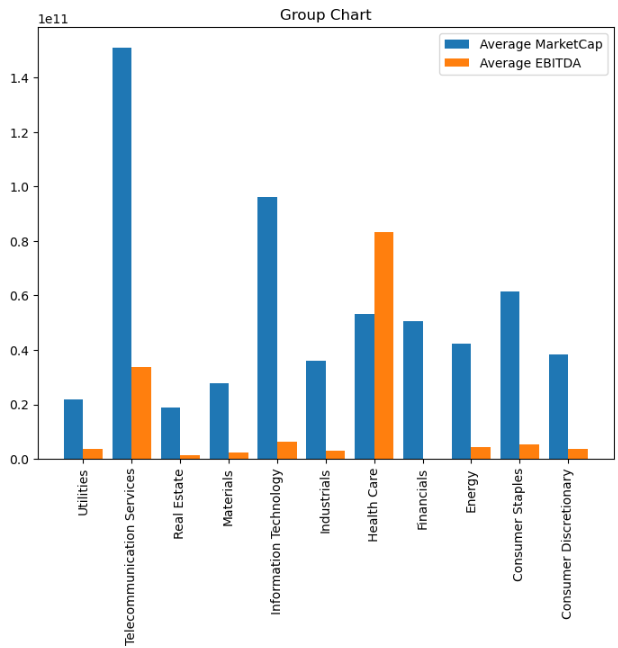 Group Chart
1e11
Average MarketCap
Average EBITDA
1.4
1.2
1.0
0.8
0.6
0.4
0.2
0.0
Utilities
Telecommunication Services
Real Estate
Materials
Information Technology
Industrials
Health Care
Financials
Energy
Consumer Staples
Consumer Discretionary